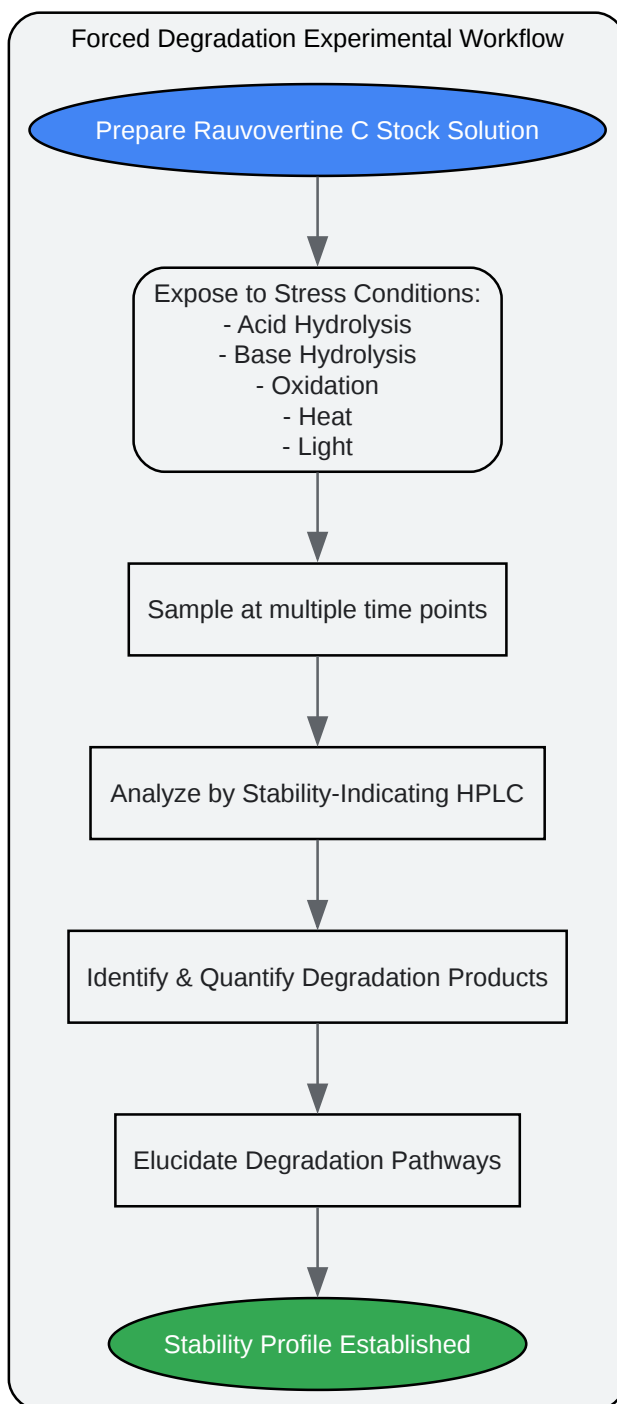 Forced Degradation Experimental Workflow
Prepare Rauvovertine C Stock Solution
Expose to Stress Conditions:
- Acid Hydrolysis
- Base Hydrolysis
- Oxidation
- Heat
- Light
Sample at multiple time points
Analyze by Stability-Indicating HPLC
Identify & Quantify Degradation Products
Elucidate Degradation Pathways
Stability Profile Established